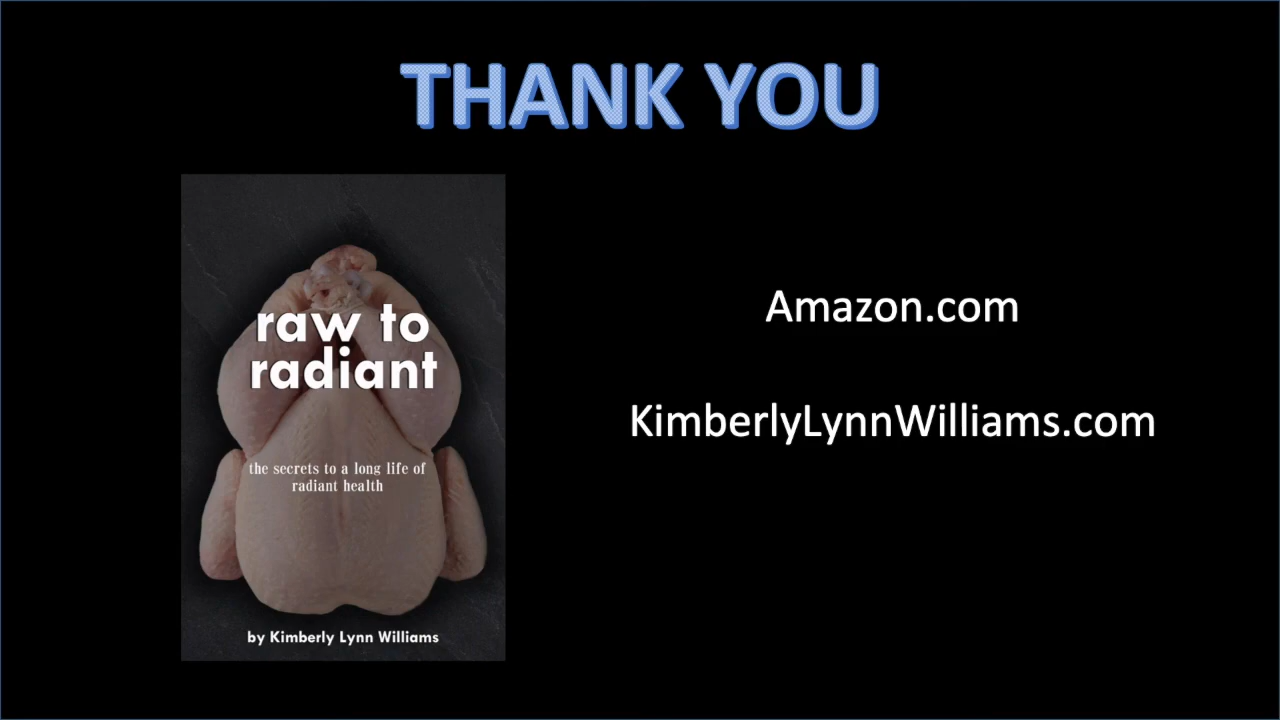 THANK YOU
raw to
radiant
the secrets to a long life of
radiant health
by Kimberly Lynn Williams
Amazon.com
KimberlyLynnWilliams.com